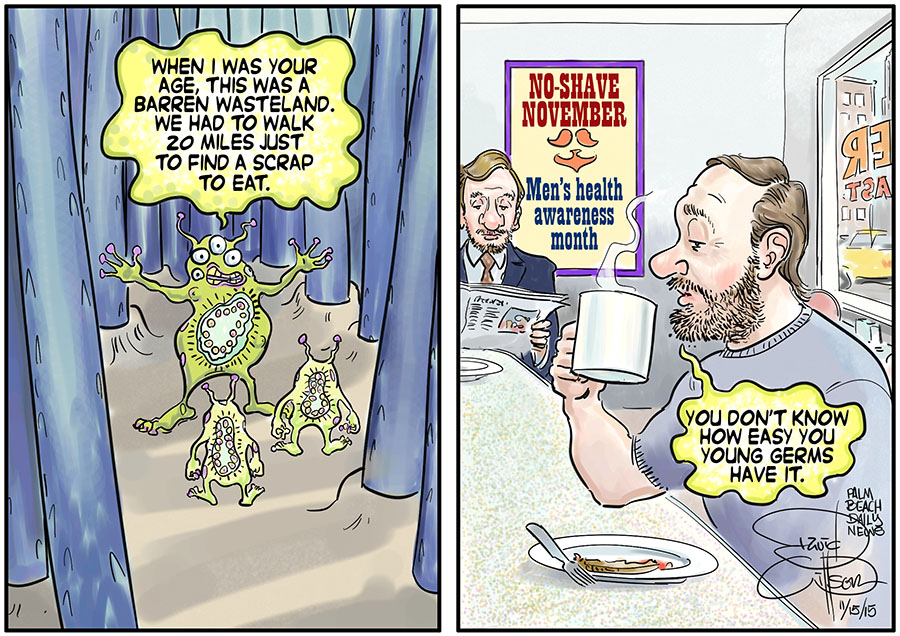 WHEN I WAS YOUR
AGE, THIS WAS A
BARREN WASTELAND.
WE HAD TO WALK
20 MILES JUST
TO FIND A SCRAP
TO EAT.
NO-SHAVE
NOVEMBER
Men's health
awareness
month
ER
AST.
YOU DON'T KNOW
HOW EASY YOU
YOUNG GERMS
HAVE IT.
PALM
BEACH
DAILY
NEWS
11/15/15